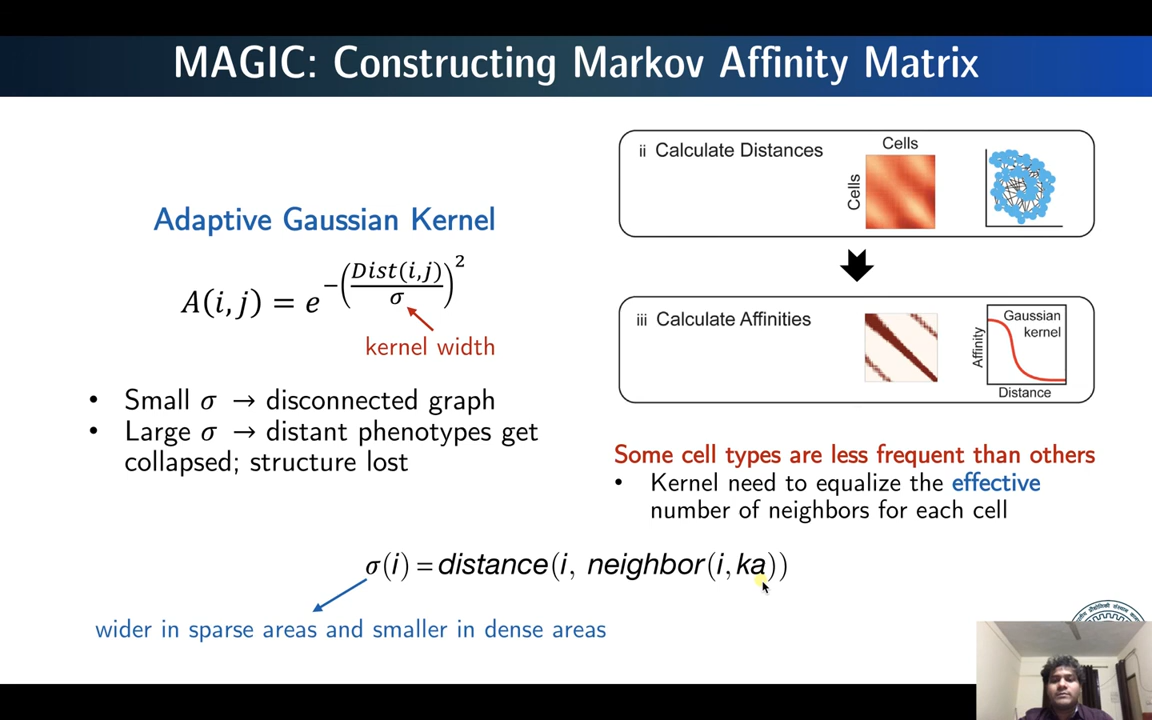 MAGIC: Constructing Markov Affinity Matrix
Adaptive Gaussian Kernel
A(i,j) = e^{-(\frac{Dist(i,j)}{σ})^2}
kernel width
• Small σ → disconnected graph
• Large σ → distant phenotypes get
collapsed; structure lost
ii Calculate Distances
Cells
Cells
iii Calculate Affinities
Affinity
Gaussian
kernel
Distance
Some cell types are less frequent than others
• Kernel need to equalize the effective
number of neighbors for each cell
σ(i) = distance(i, neighbor(i,ka))
wider in sparse areas and smaller in dense areas